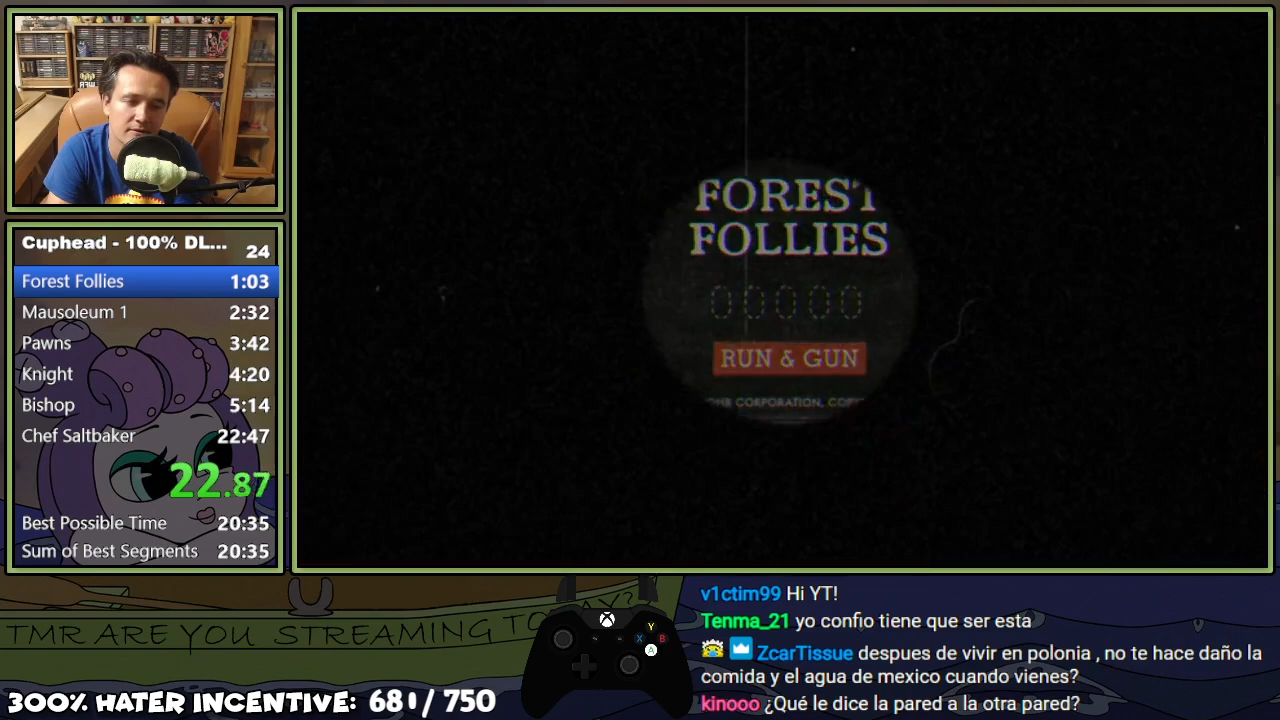 Cuphead - 100% DL...
24
Forest Follies 1:03
Mausoleum 1 2:32
Pawns 3:42
Knight 4:20
Bishop 5:14
Chef Saltbaker 22:47
22.87
Best Possible Time 20:35
Sum of Best Segments 20:35
FOREST
FOLLIES
00000
RUN & GUN
CORPORATION,
TMR ARE YOU STREAMING TODAY?
Y
X B
A
300% HATER INCENTIVE: 681 / 750
v1ctim99 Hi YT!
Tenma_21 yo confio tiene que ser esta
ZcarTissue despues de vivir en polonia , no te hace daño la
comida y el agua de mexico cuando vienes?
kinooo ¿Qué le dice la pared a la otra pared?